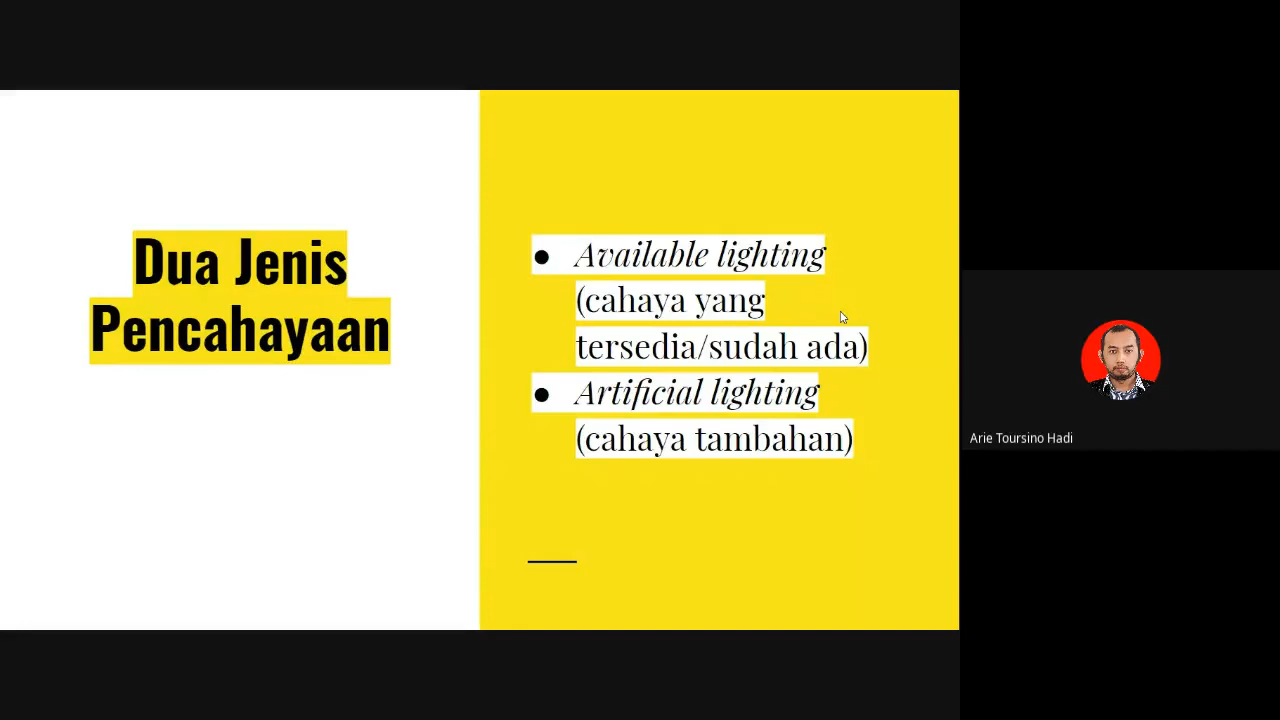 Dua Jenis
Pencahayaan
● Available lighting
(cahaya yang
tersedia/sudah ada)
● Artificial lighting
(cahaya tambahan)
Arie Toursino Hadi